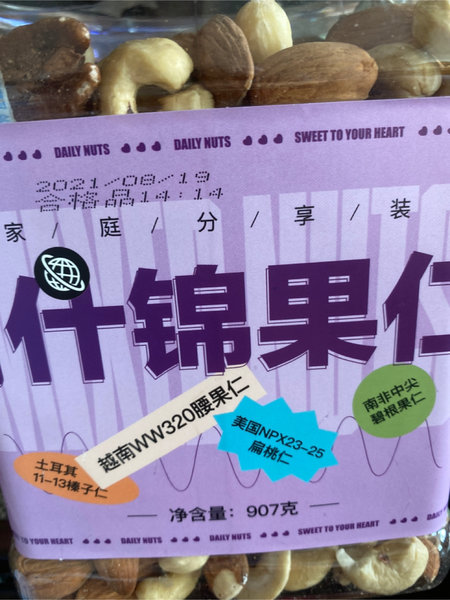 DAILY NUTS DAILY NUTS SWEET TO YOUR HEART
2021/08/19
合格品14:14
家/庭/分/享/装
什锦果仁
南非中尖
碧根果仁
越南WW320腰果仁
美国NPX23-25
扁桃仁
土耳其
11-13榛子仁
净含量：907克
TO YOUR HEART DAILY NUTS DAILY NUTS SWEET TO YOUR HEART DAILY